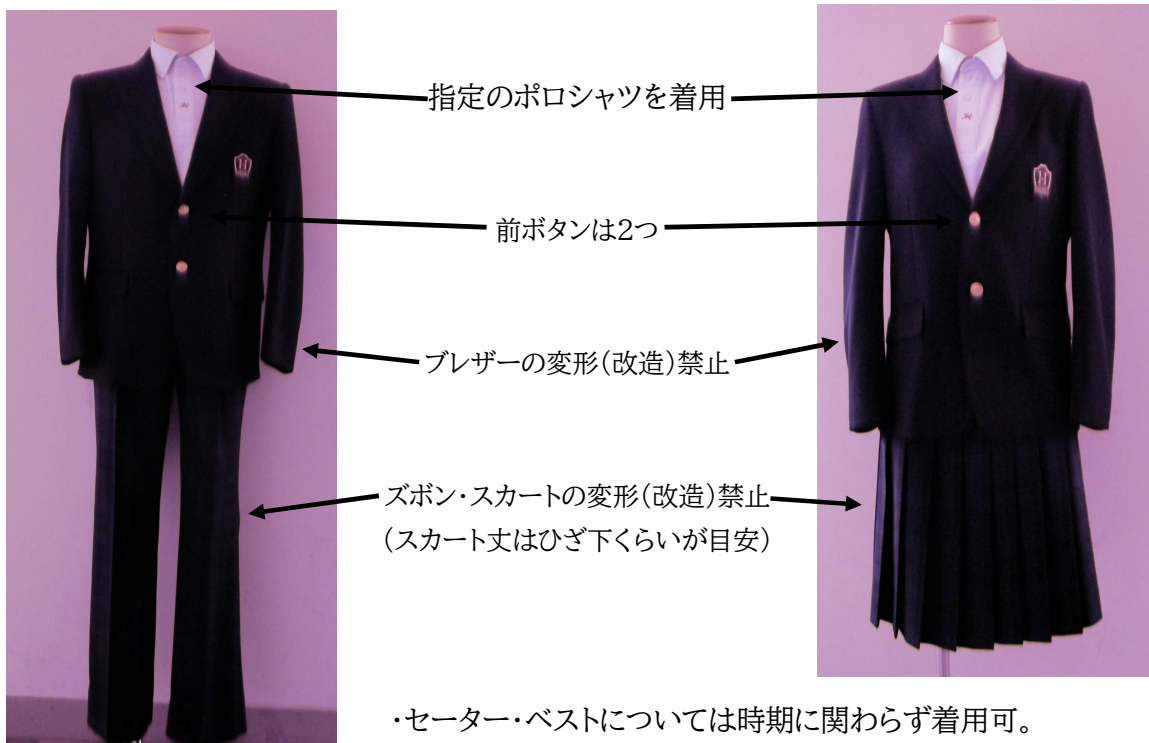 指定のポロシャツを着用
前ボタンは2つ
ブレザーの変形(改造)禁止
ズボン・スカートの変形(改造)禁止
(スカート丈はひざ下くらいが目安)
・セーター・ベストについては時期に関わらず着用可。